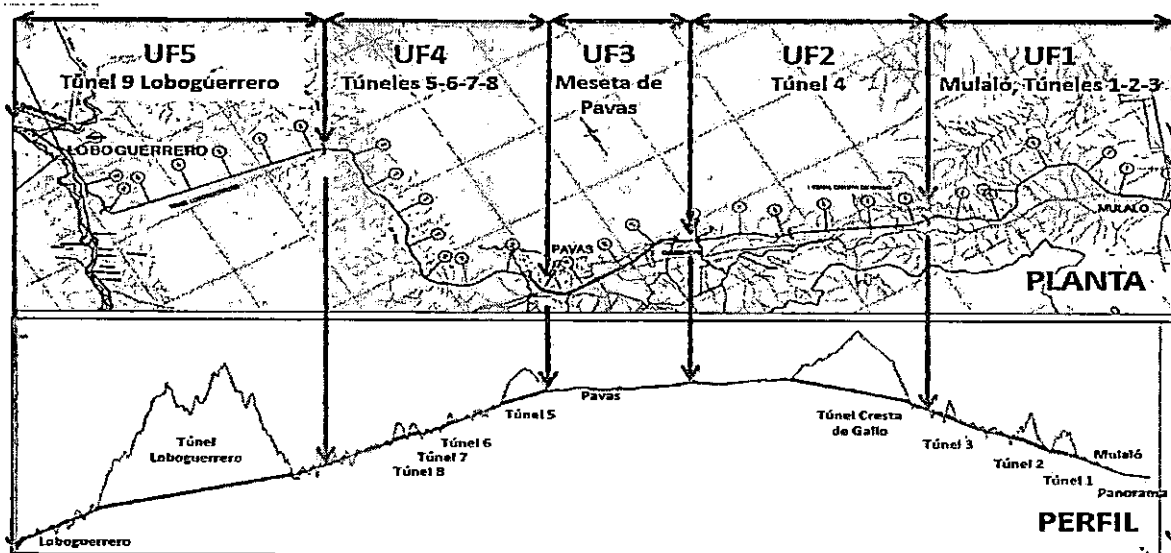 UF5
Túnel 9 Loboguerrero
UF4
Túneles 5-6-7-8
UF3
Meseta de
Pavas
UF2
Túnel 4
UF1
Mulaló, Túneles 1-2-3
LOBOGUERRERO
PAVAS
MULALÓ
PLANTA
Túnel
Loboguerrero
Loboguerrero
Túnel 8
Túnel 7
Túnel 6
Túnel 5
Pavas
Túnel Cresta
de Gallo
Túnel 3
Túnel 2
Túnel 1
Mulaló
Panorama
PERFIL